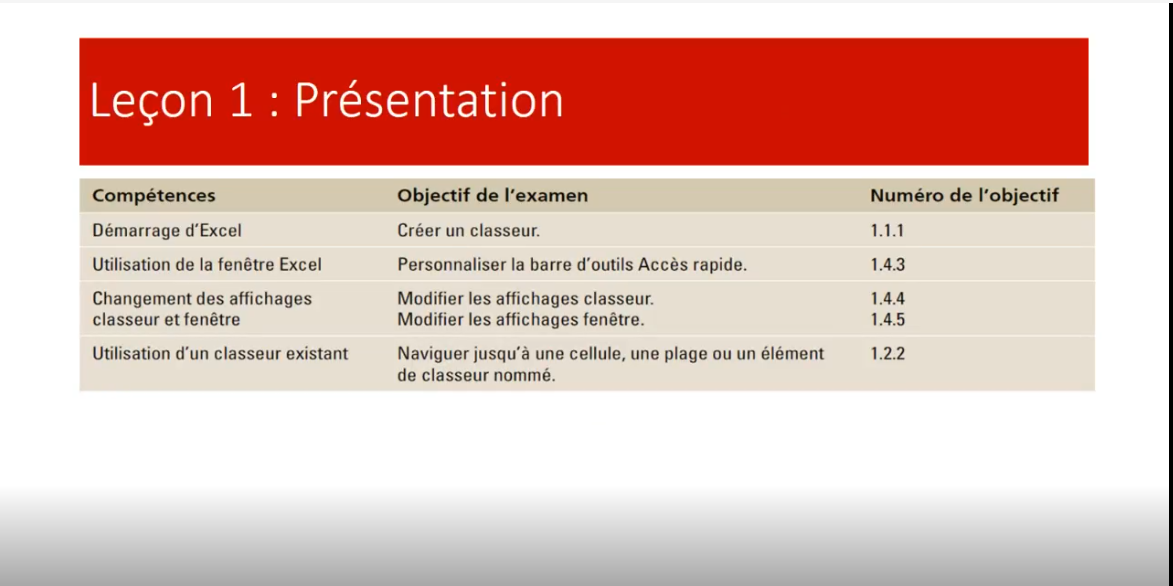 Leçon 1 : Présentation
Compétences Objectif de l'examen Numéro de l'objectif
Démarrage d'Excel Créer un classeur. 1.1.1
Utilisation de la fenêtre Excel Personnaliser la barre d'outils Accès rapide. 1.4.3
Changement des affichages Modifier les affichages classeur. 1.4.4
classeur et fenêtre Modifier les affichages fenêtre. 1.4.5
Utilisation d'un classeur existant Naviguer jusqu'à une cellule, une plage ou un élément 1.2.2
de classeur nommé.